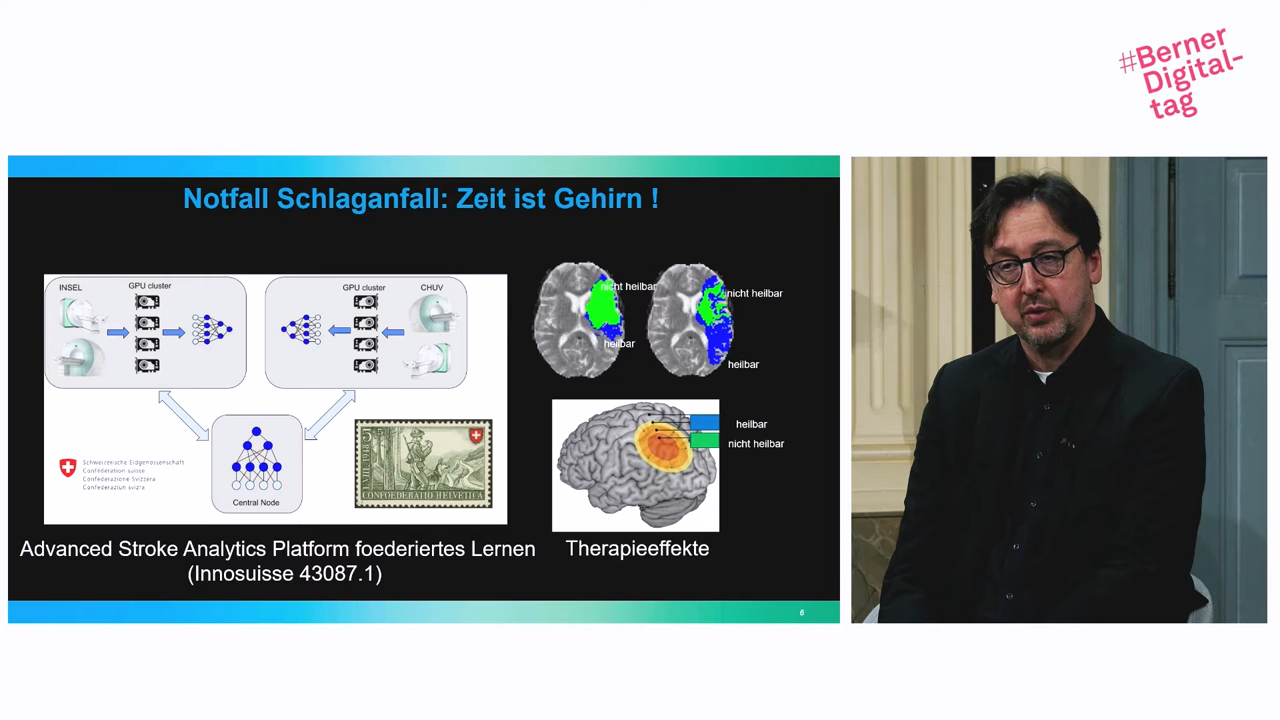 #Berner
Digital-
tag
Notfall Schlaganfall: Zeit ist Gehirn !
INSEL
GPU cluster
GPU cluster
CHUV
Central Node
Schweizerische Eidgenossenschaft
Confédération suisse
Confederazione Svizzera
Confederaziun svizra
CONFOEDERATIO HELVETICA
nicht heilbar
heilbar
nicht heilbar
heilbar
heilbar
nicht heilbar
Advanced Stroke Analytics Platform foederiertes Lernen
(Innosuisse 43087.1)
Therapieeffekte
6